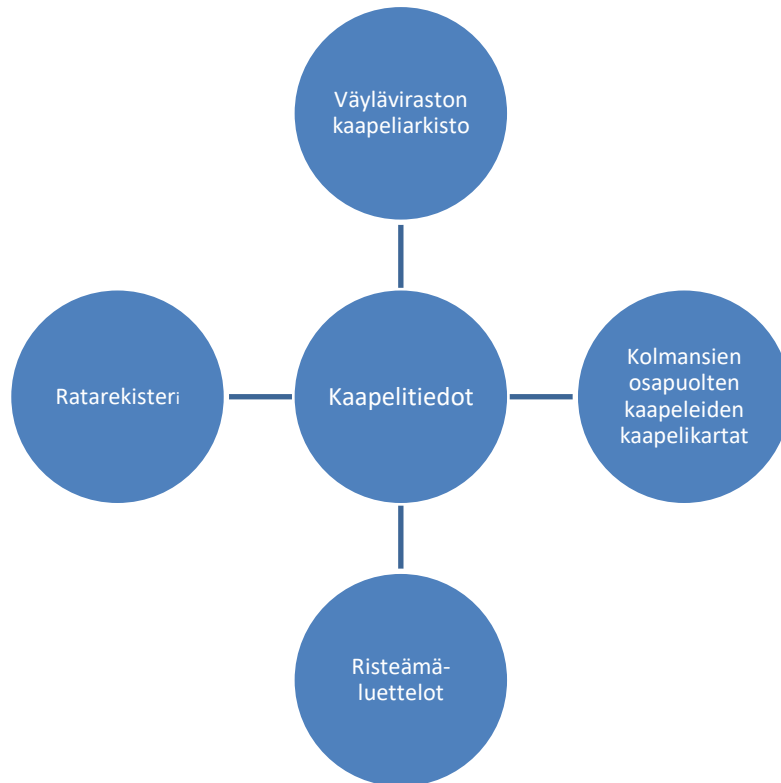 Väyläviraston
kaapeliarkisto
Ratarekisteri
Kaapelitiedot
Kolmansien
osapuolten
kaapeleiden
kaapelikartat
Risteämä-
luettelot